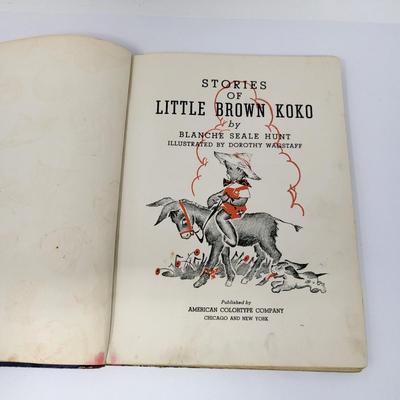 STORIES
OF
LITTLE BROWN KOKO
by
BLANCHE SEALE HUNT
ILLUSTRATED BY DOROTHY WAGSTAFF
Published by
AMERICAN COLORTYPE COMPANY
CHICAGO AND NEW YORK